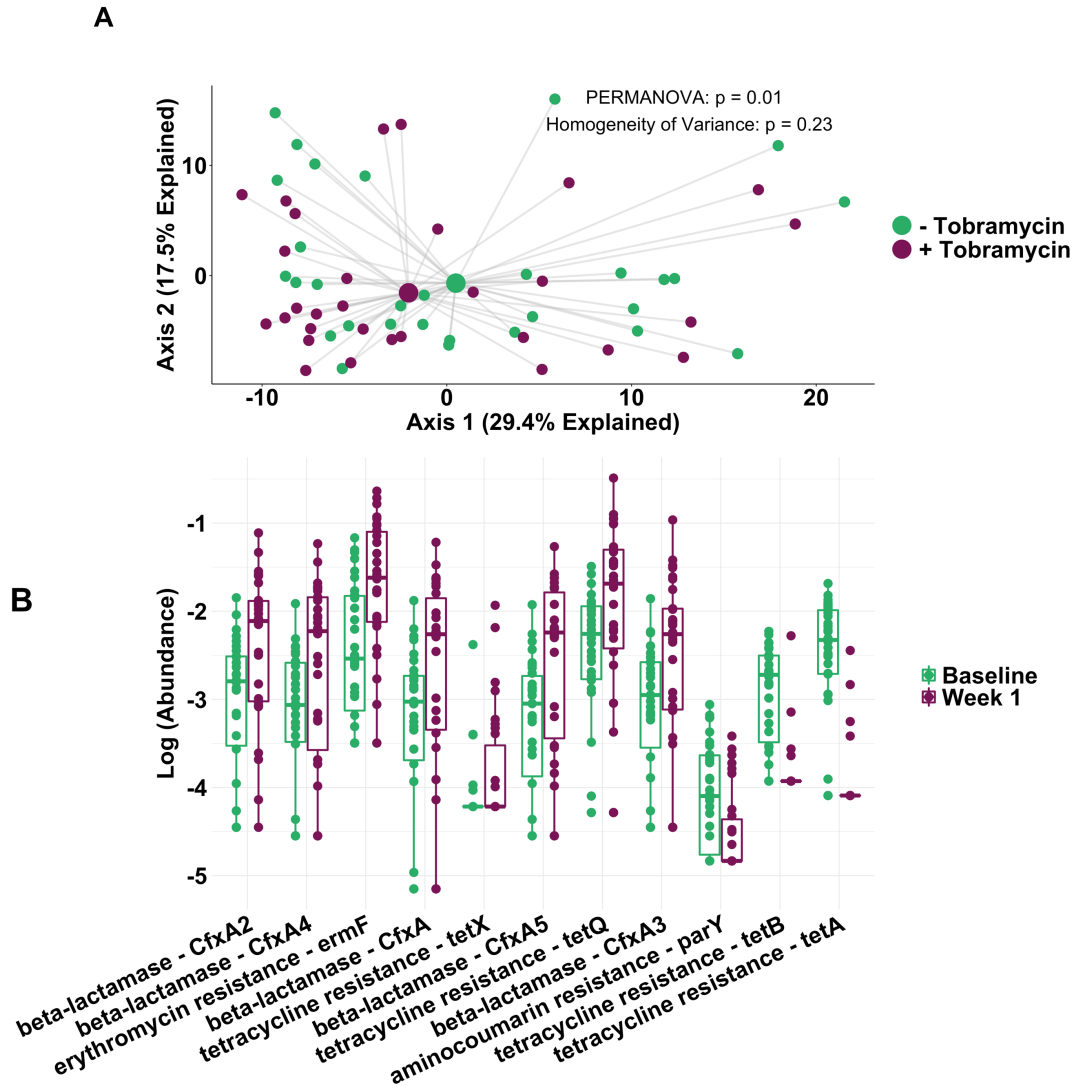 A
PERMANOVA: p = 0.01
Homogeneity of Variance: p = 0.23
Axis 2 (17.5% Explained)
10
0
-10
0
10
20
Axis 1 (29.4% Explained)
- Tobramycin
+ Tobramycin
B
Log (Abundance)
-1
-2
-3
-4
-5
Baseline
Week 1
beta-lactamase - CfxA2
beta-lactamase - CfxA4
erythromycin resistance - ermF
beta-lactamase - CfxA
tetracycline resistance - tetX
beta-lactamase - CfxA5
tetracycline resistance - tetQ
beta-lactamase - CfxA3
aminocoumarin resistance - parY
tetracycline resistance - tetB
tetracycline resistance - tetA